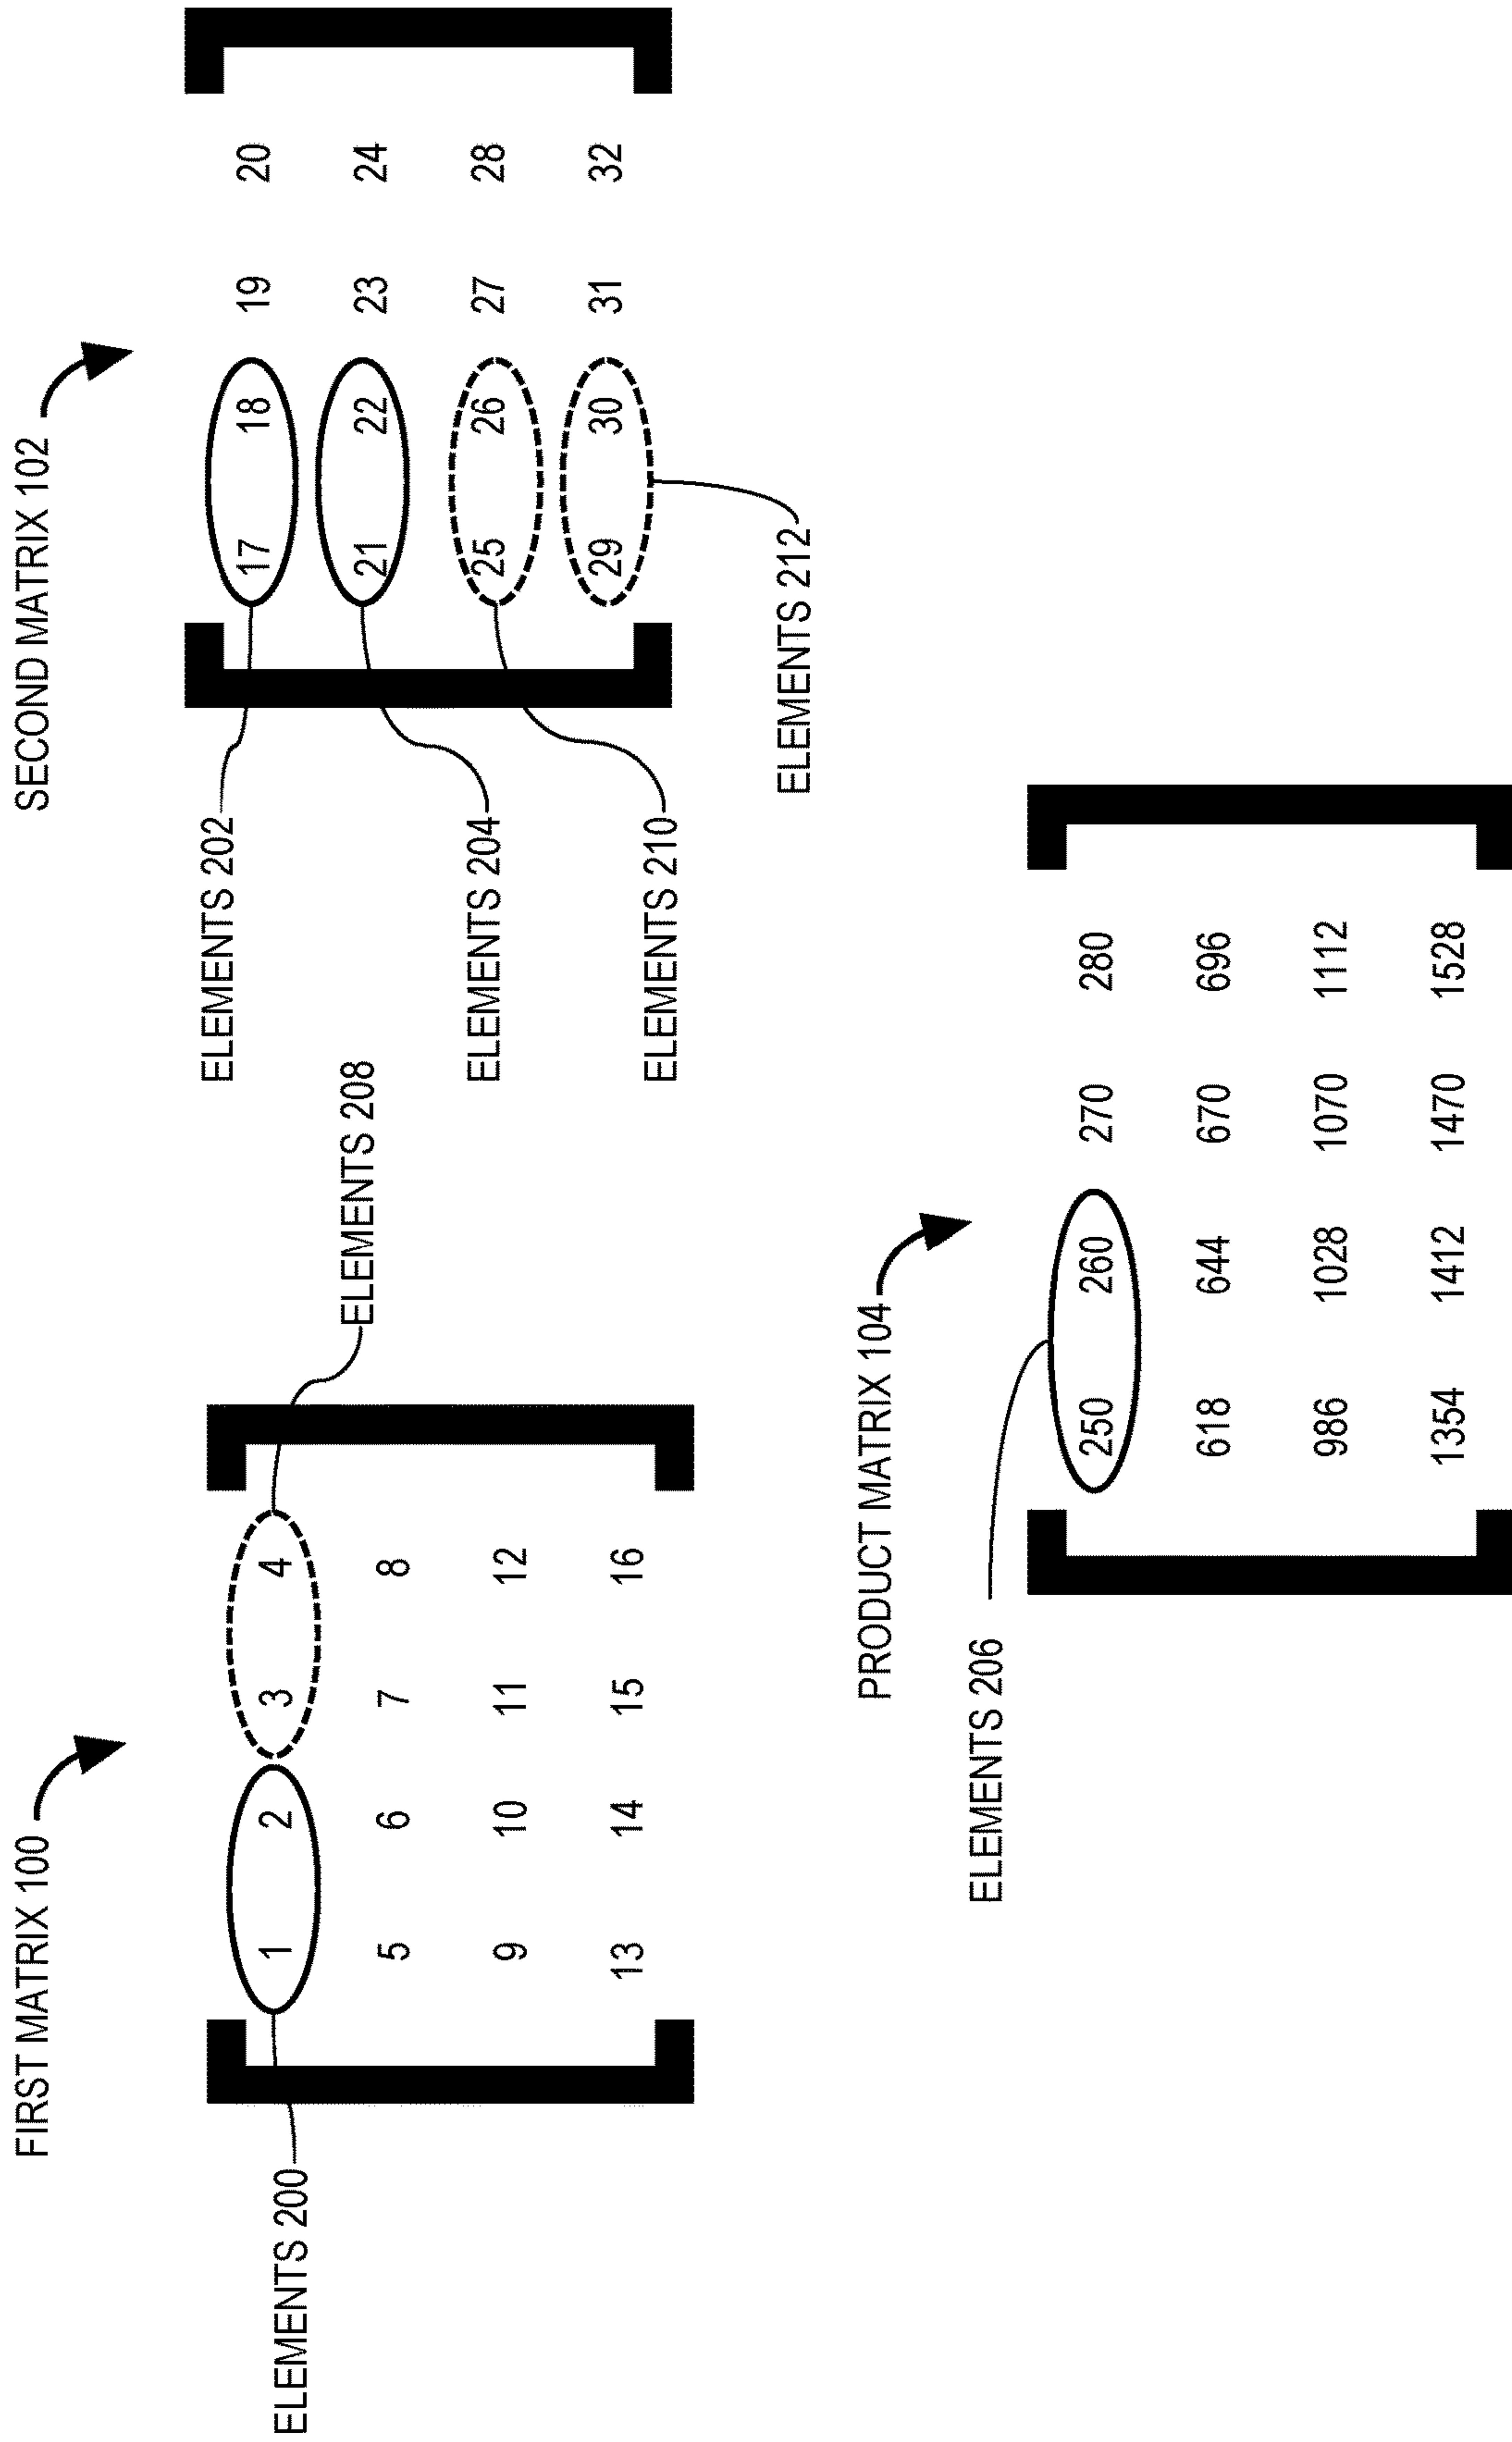 FIRST MATRIX 100
ELEMENTS 200
1 2 3 4
5 6 7 8
9 10 11 12
13 14 15 16
ELEMENTS 208
SECOND MATRIX 102
ELEMENTS 202
ELEMENTS 204
ELEMENTS 210
17 18 19 20
21 22 23 24
25 26 27 28
29 30 31 32
ELEMENTS 212
PRODUCT MATRIX 104
ELEMENTS 206
250 260 270 280
618 644 670 696
986 1028 1070 1112
1354 1412 1470 1528